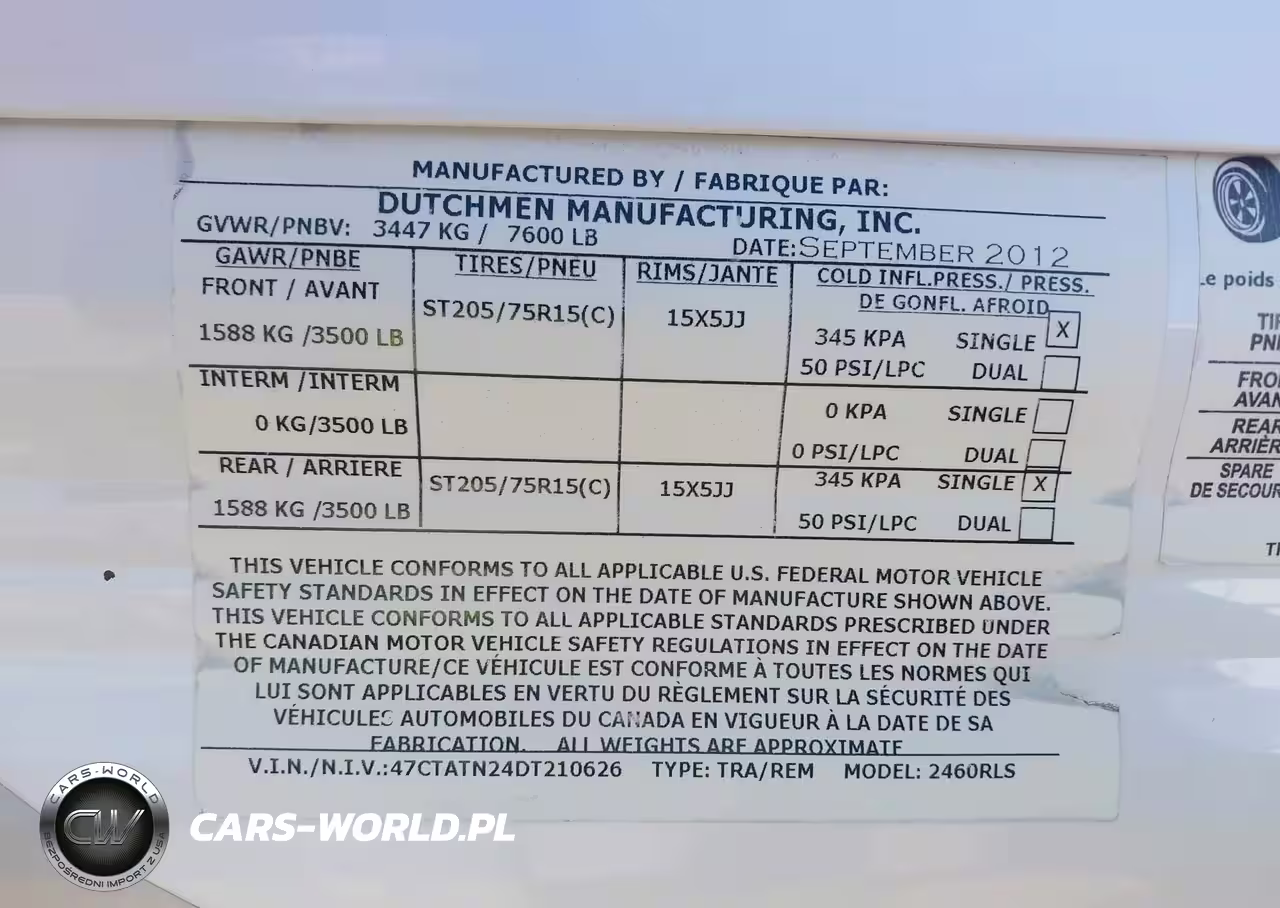 MANUFACTURED BY / FABRIQUE PAR:
DUTCHMEN MANUFACTURING, INC.
GVWR/PNBV: 3447 KG / 7600 LB DATE:SEPTEMBER 2012
GAWR/PNBE TIRES/PNEU RIMS/JANTE COLD INFL.PRESS./ PRESS.
DE GONFL. AFROID
FRONT / AVANT
1588 KG /3500 LB ST205/75R15(C) 15X5JJ 345 KPA SINGLE X
50 PSI/LPC DUAL
INTERM /INTERM
0 KG/3500 LB 0 KPA SINGLE
0 PSI/LPC DUAL
REAR / ARRIERE
1588 KG /3500 LB ST205/75R15(C) 15X5JJ 345 KPA SINGLE X
50 PSI/LPC DUAL
THIS VEHICLE CONFORMS TO ALL APPLICABLE U.S. FEDERAL MOTOR VEHICLE
SAFETY STANDARDS IN EFFECT ON THE DATE OF MANUFACTURE SHOWN ABOVE.
THIS VEHICLE CONFORMS TO ALL APPLICABLE STANDARDS PRESCRIBED UNDER
THE CANADIAN MOTOR VEHICLE SAFETY REGULATIONS IN EFFECT ON THE DATE
OF MANUFACTURE/CE VÉHICULE EST CONFORME À TOUTES LES NORMES QUI
LUI SONT APPLICABLES EN VERTU DU RÈGLEMENT SUR LA SÉCURITÉ DES
VÉHICULES AUTOMOBILES DU CANADA EN VIGUEUR À LA DATE DE SA
FABRICATION. ALL WEIGHTS ARE APPROXIMATE
V.I.N./N.I.V.:47CTATN24DT210626 TYPE: TRA/REM MODEL: 2460RLS
poids
REAR
SPARE
CARS-WORLD
CW
BEZPOŚREDNI IMPORT Z USA
CARS-WORLD.PL